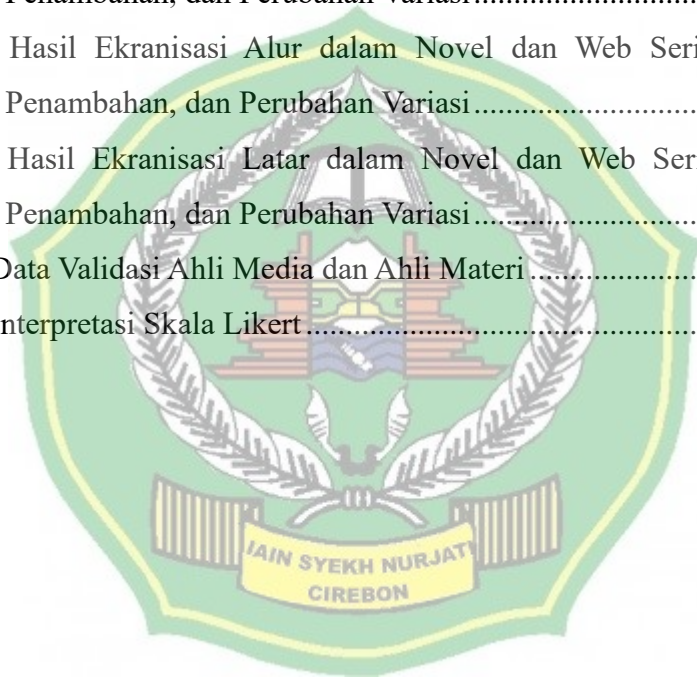 Penambahan, dan Perubahan Variasi........................
Hasil Ekranisasi Alur dalam Novel dan Web Seri
Penambahan, dan Perubahan Variasi........................
Hasil Ekranisasi Latar dalam Novel dan Web Seri
Penambahan, dan Perubahan Variasi........................
Data Validasi Ahli Media dan Ahli Materi..................
nterpretasi Skala Likert..........................................
IAIN SYEKH NURJATI
CIREBON